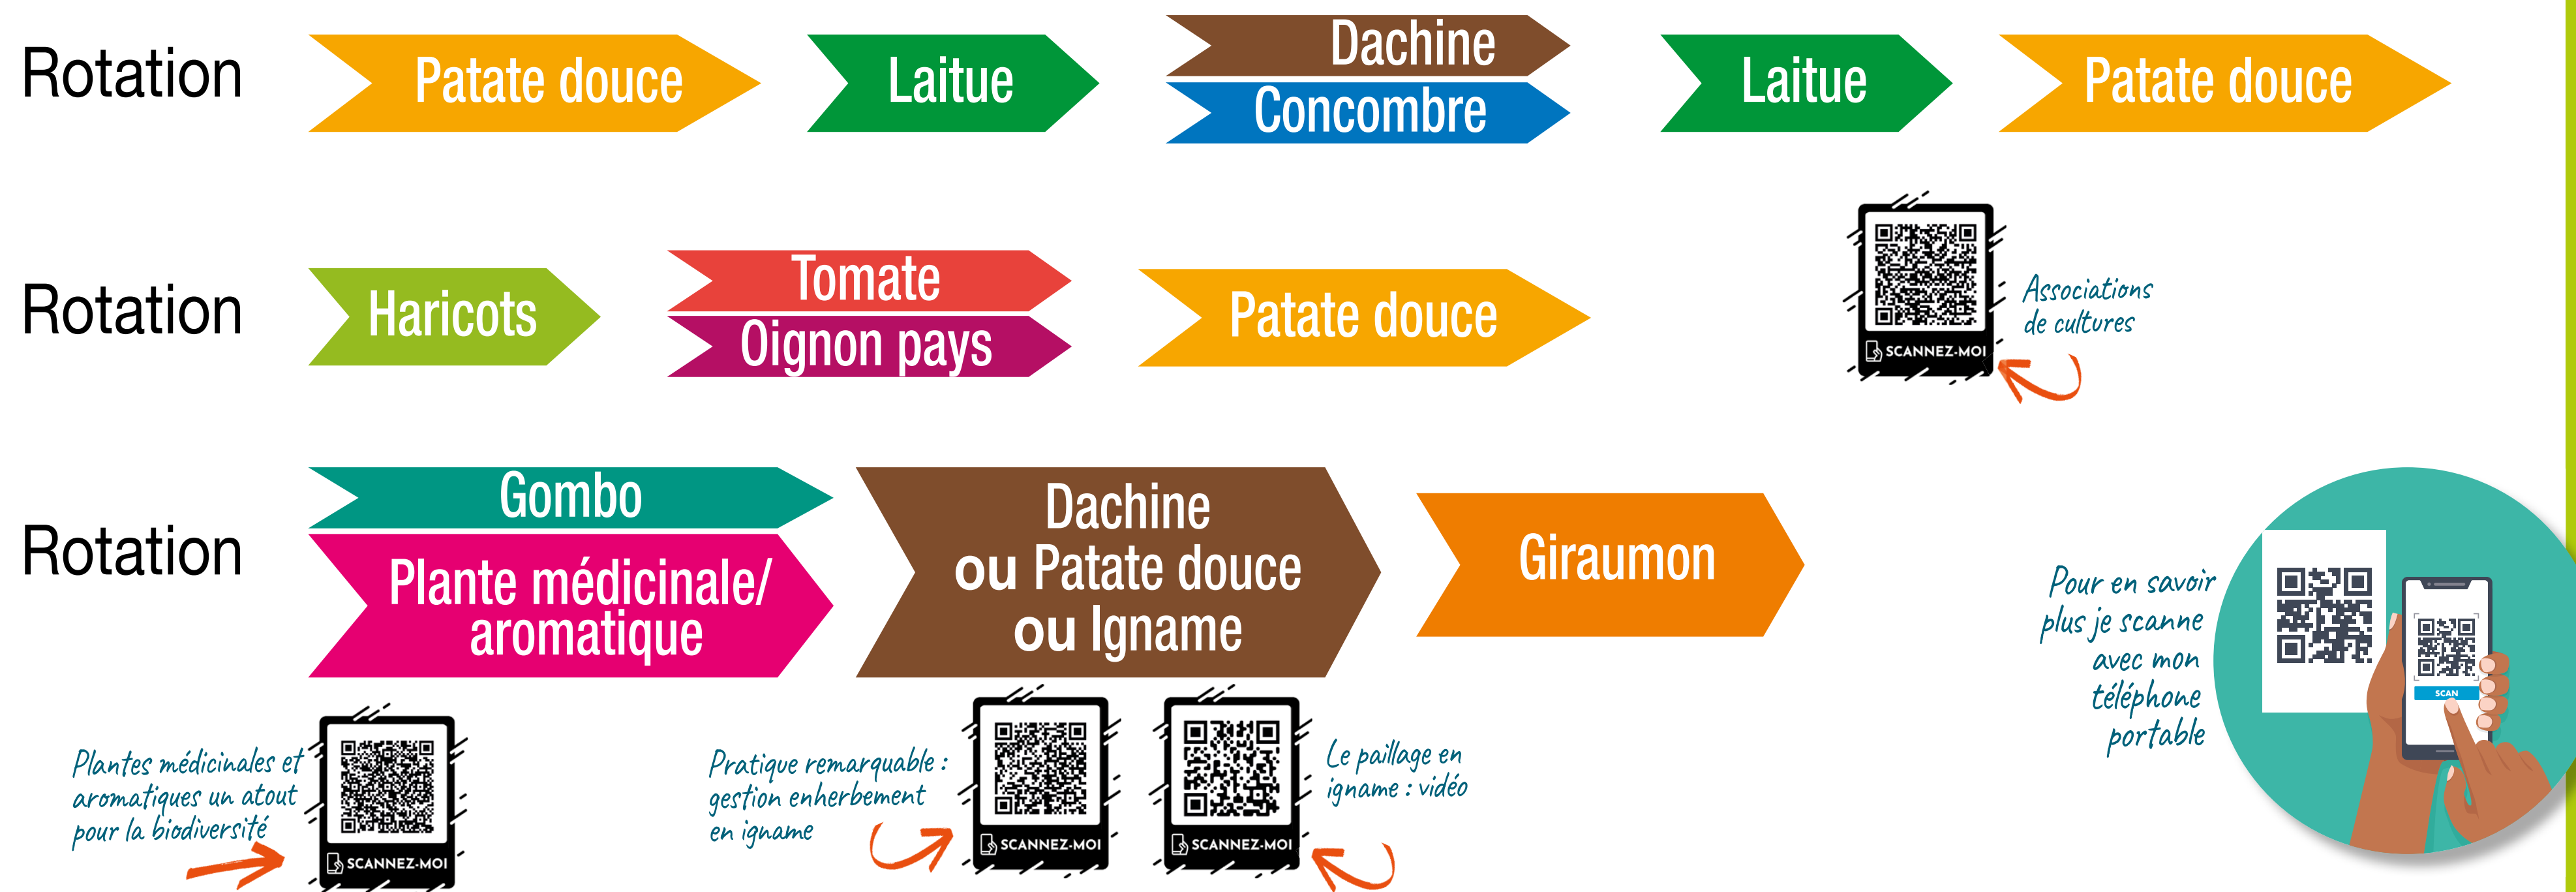 Rotation
Patate douce
Laitue
Dachine
Concombre
Laitue
Patate douce
Rotation
Haricots
Tomate
Oignon pays
Patate douce
SCANNEZ-MOI
Associations
de cultures
Rotation
Gombo
Plante médicinale/
aromatique
Dachine
ou Patate douce
ou Igname
Giraumon
Pour en savoir
plus je scanne
avec mon
téléphone
portable
SCAN
Plantes médicinales et
aromatiques un atout
pour la biodiversité
SCANNEZ-MOI
Pratique remarquable :
gestion enherbement
en igname
SCANNEZ-MOI
SCANNEZ-MOI
Le paillage en
igname : vidéo